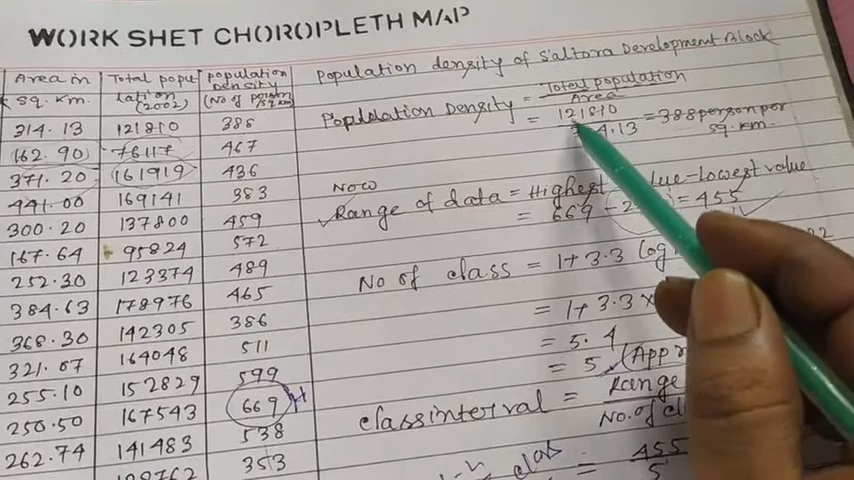 WORK SHEET CHOROPLETH MAP
Area in sq. km.
Total population (2002)
population Density (No of person/sq.km)
314.13 121810 388
162.90 76117 467
371.20 161919 436
441.00 169141 383
300.20 137800 459
167.64 95824 572
252.30 123374 489
384.63 178976 465
368.30 142305 386
321.07 164048 511
255.10 152829 599
250.50 167543 669 H
262.74 141483 538
353
Population density of Saltora Development Block
Population Density = Total population / Area
= 121810 / .13 = 388 person per sq.km.
Now
Range of data = Highest value - Lowest value
= 669 - = 455
No of class = 1+3.3 (log
= 1+3.3×
= 5.4
= 5 (Appr
class interval = Range / No. of cl
class = 455 / 5